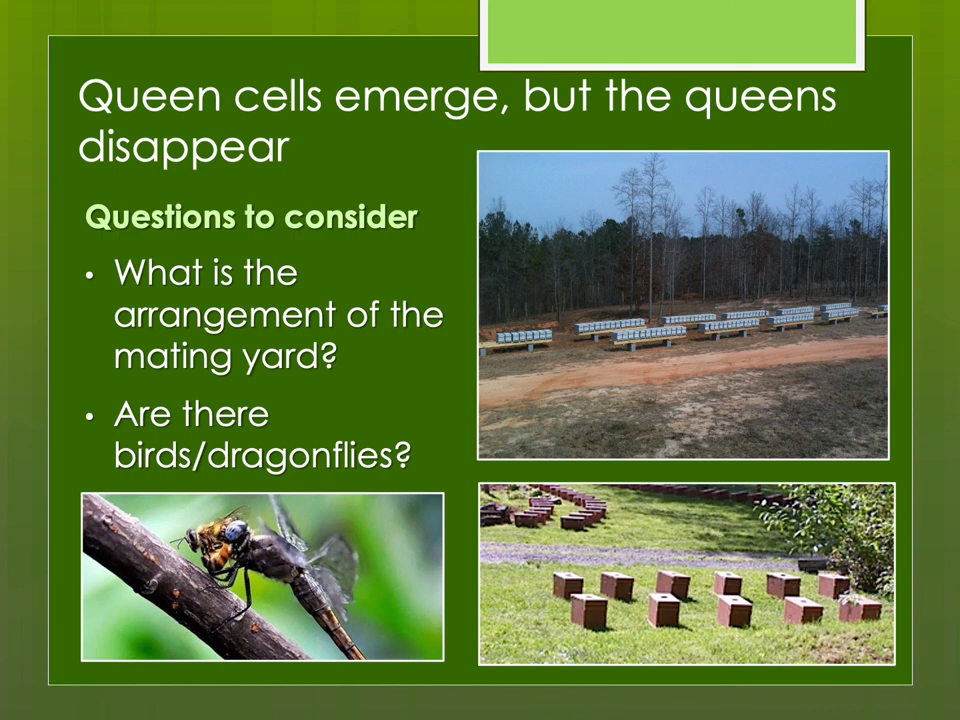 Queen cells emerge, but the queens
disappear
Questions to consider
• What is the
arrangement of the
mating yard?
• Are there
birds/dragonflies?